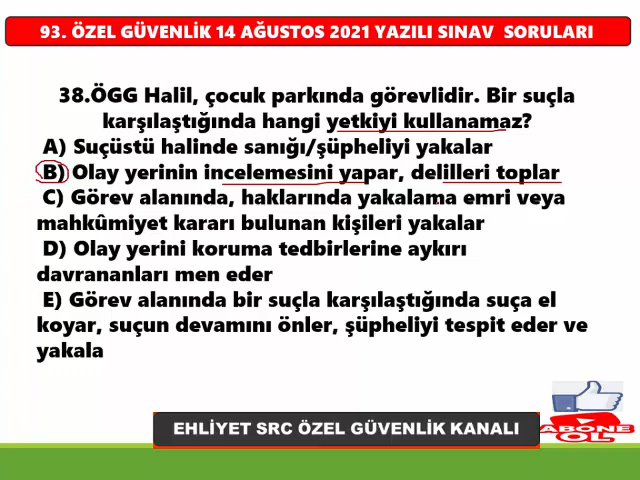 93. ÖZEL GÜVENLİK 14 AĞUSTOS 2021 YAZILI SINAV SORULARI
38.ÖGG Halil, çocuk parkında görevlidir. Bir suçla
karşılaştığında hangi yetkiyi kullanamaz?
A) Suçüstü halinde sanığı/şüpheliyi yakalar
B) Olay yerinin incelemesini yapar, delilleri toplar
C) Görev alanında, haklarında yakalama emri veya
mahkûmiyet kararı bulunan kişileri yakalar
D) Olay yerini koruma tedbirlerine aykırı
davrananları men eder
E) Görev alanında bir suçla karşılaştığında suça el
koyar, suçun devamını önler, şüpheliyi tespit eder ve
yakala
EHLİYET SRC ÖZEL GÜVENLİK KANALI
ABONE
OL